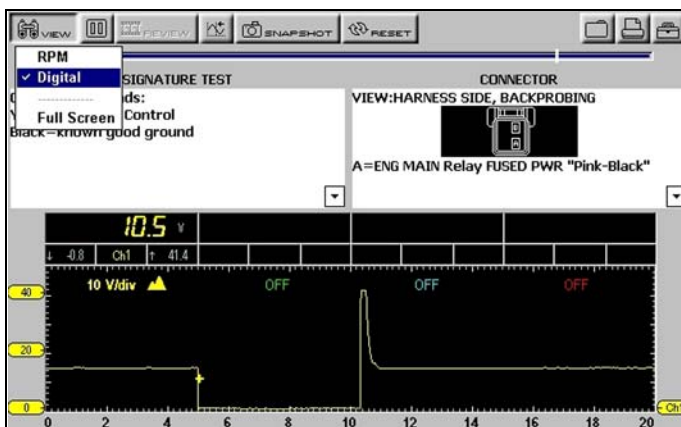 VIEW REVIEW SNAPSHOT RESET
RPM
✓ Digital
Full Screen
SIGNATURE TEST
ds:
Control
Black=known good ground
CONNECTOR
VIEW:HARNESS SIDE, BACKPROBING
B
A
A=ENG MAIN Relay FUSED PWR "Pink-Black"
10.5 V
↓ -0.8 Ch1 ↑ 41.4
10 V/div OFF OFF OFF
40
20
0 Ch1
0 2 4 6 8 10 12 14 16 18 20